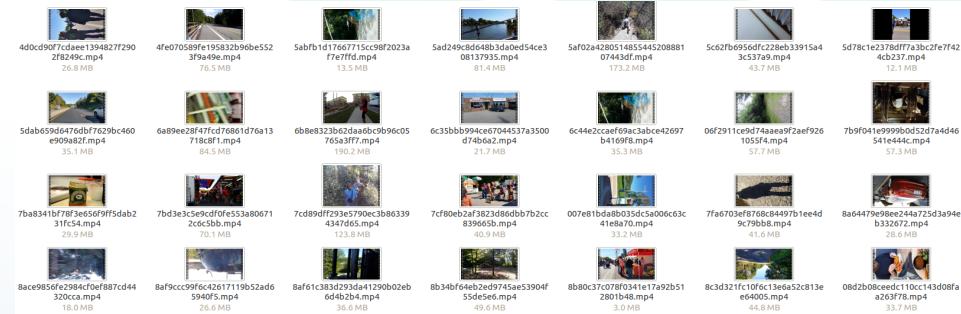 4d0cd90f7cdaee1394827f290 4fe070589fe195832b96be552 5abfb1d17667715cc98f2023a 5ad249c8d648b3da0ed54ce3 5af02a4280514855445208881 5c62fb6956dfc228eb33915a4 5d78c1e2378dff7a3bc2fe7f42
2f8249c.mp4 3f9a49e.mp4 f7e7ffd.mp4 08137935.mp4 07443df.mp4 3c537a9.mp4 4cb237.mp4
26.8 MB 76.5 MB 13.5 MB 81.4 MB 173.2 MB 43.7 MB 12.1 MB
5dab659d6476dbf7629bc460 6a89ee28f47fcd76861d76a13 6b8e8323b62daa6bc9b96c05 6c35bbb994ce67044537a3500 6c44e2ccaef69ac3abce42697 06f2911ce9d74aaea9f2aef926 7b9f041e9999b0d52d7a4d46
e909a82f.mp4 718c8f1.mp4 765a3ff7.mp4 d74b6a2.mp4 b4169f8.mp4 1055f4.mp4 541e444c.mp4
35.1 MB 84.5 MB 190.2 MB 21.7 MB 35.3 MB 57.7 MB 57.3 MB
7ba8341bf78f3e656f9ff5dab2 7bd3e3c5e9cdf0fe553a80671 7cd89dff293e5790ec3b86339 7cf80eb2af3823d86dbb7b2cc 007e81bda8b035dc5a006c63c 7fa6703ef8768c84497b1ee4d 8a64479e98ee244a725d3a94e
31fc54.mp4 2c6c5bb.mp4 4347d65.mp4 839665b.mp4 41e8a70.mp4 9c79bb8.mp4 b332672.mp4
29.9 MB 70.1 MB 123.8 MB 40.9 MB 33.2 MB 41.6 MB 28.6 MB
8ace9856fe2984cf0ef887cd44 8af9ccc99f6c42617119b52ad6 8af61c383d293da41290b02eb 8b34bf64eb2ed9745ae53904f 8b80c37c078f0341e17a92b51 8c3d321fc10f6c13e6a52c813e 08d2b08ceedc110cc143d08fa
320cca.mp4 5940f5.mp4 6d4b2b4.mp4 55de5e6.mp4 2801b48.mp4 e64005.mp4 a263f78.mp4
18.0 MB 26.6 MB 36.6 MB 49.6 MB 3.0 MB 44.8 MB 33.7 MB